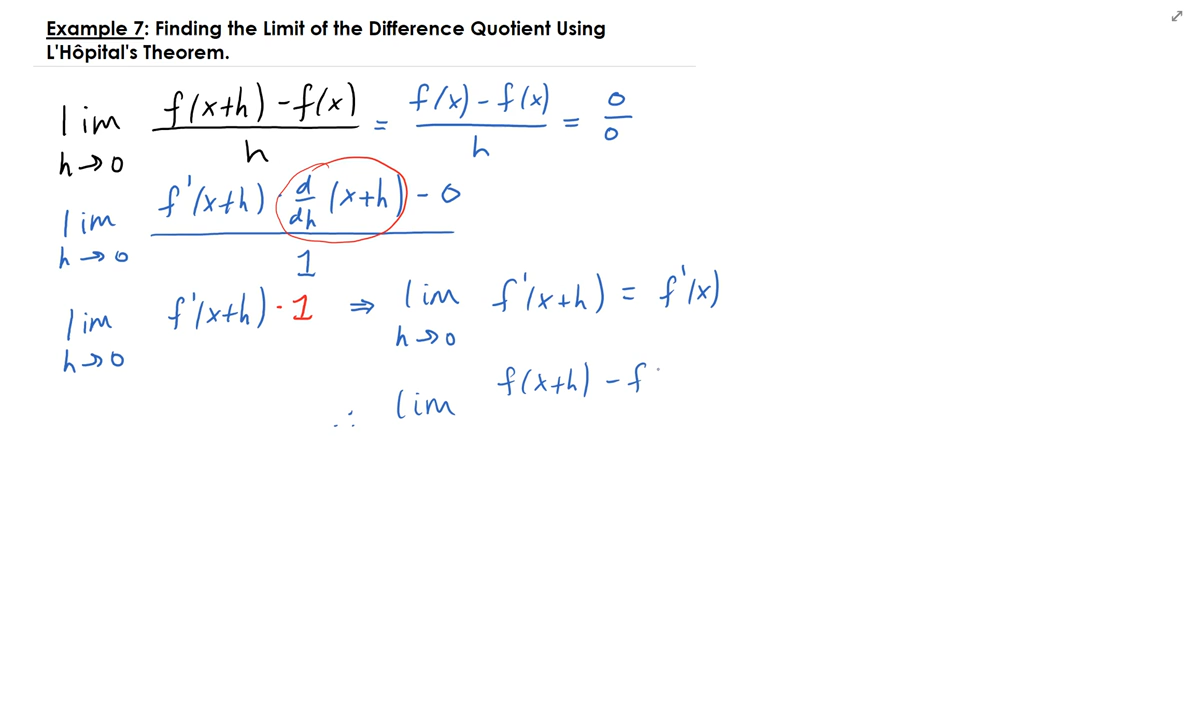 Example 7: Finding the Limit of the Difference Quotient Using
L'Hôpital's Theorem.
lim h→0 f(x+h) - f(x) / h = f(x) - f(x) / h = 0/0
lim h→0 f'(x+h) · d/dh (x+h) - 0 / 1
lim h→0 f'(x+h) · 1 ⇒ lim h→0 f'(x+h) = f'(x)
∴ lim f(x+h) - f